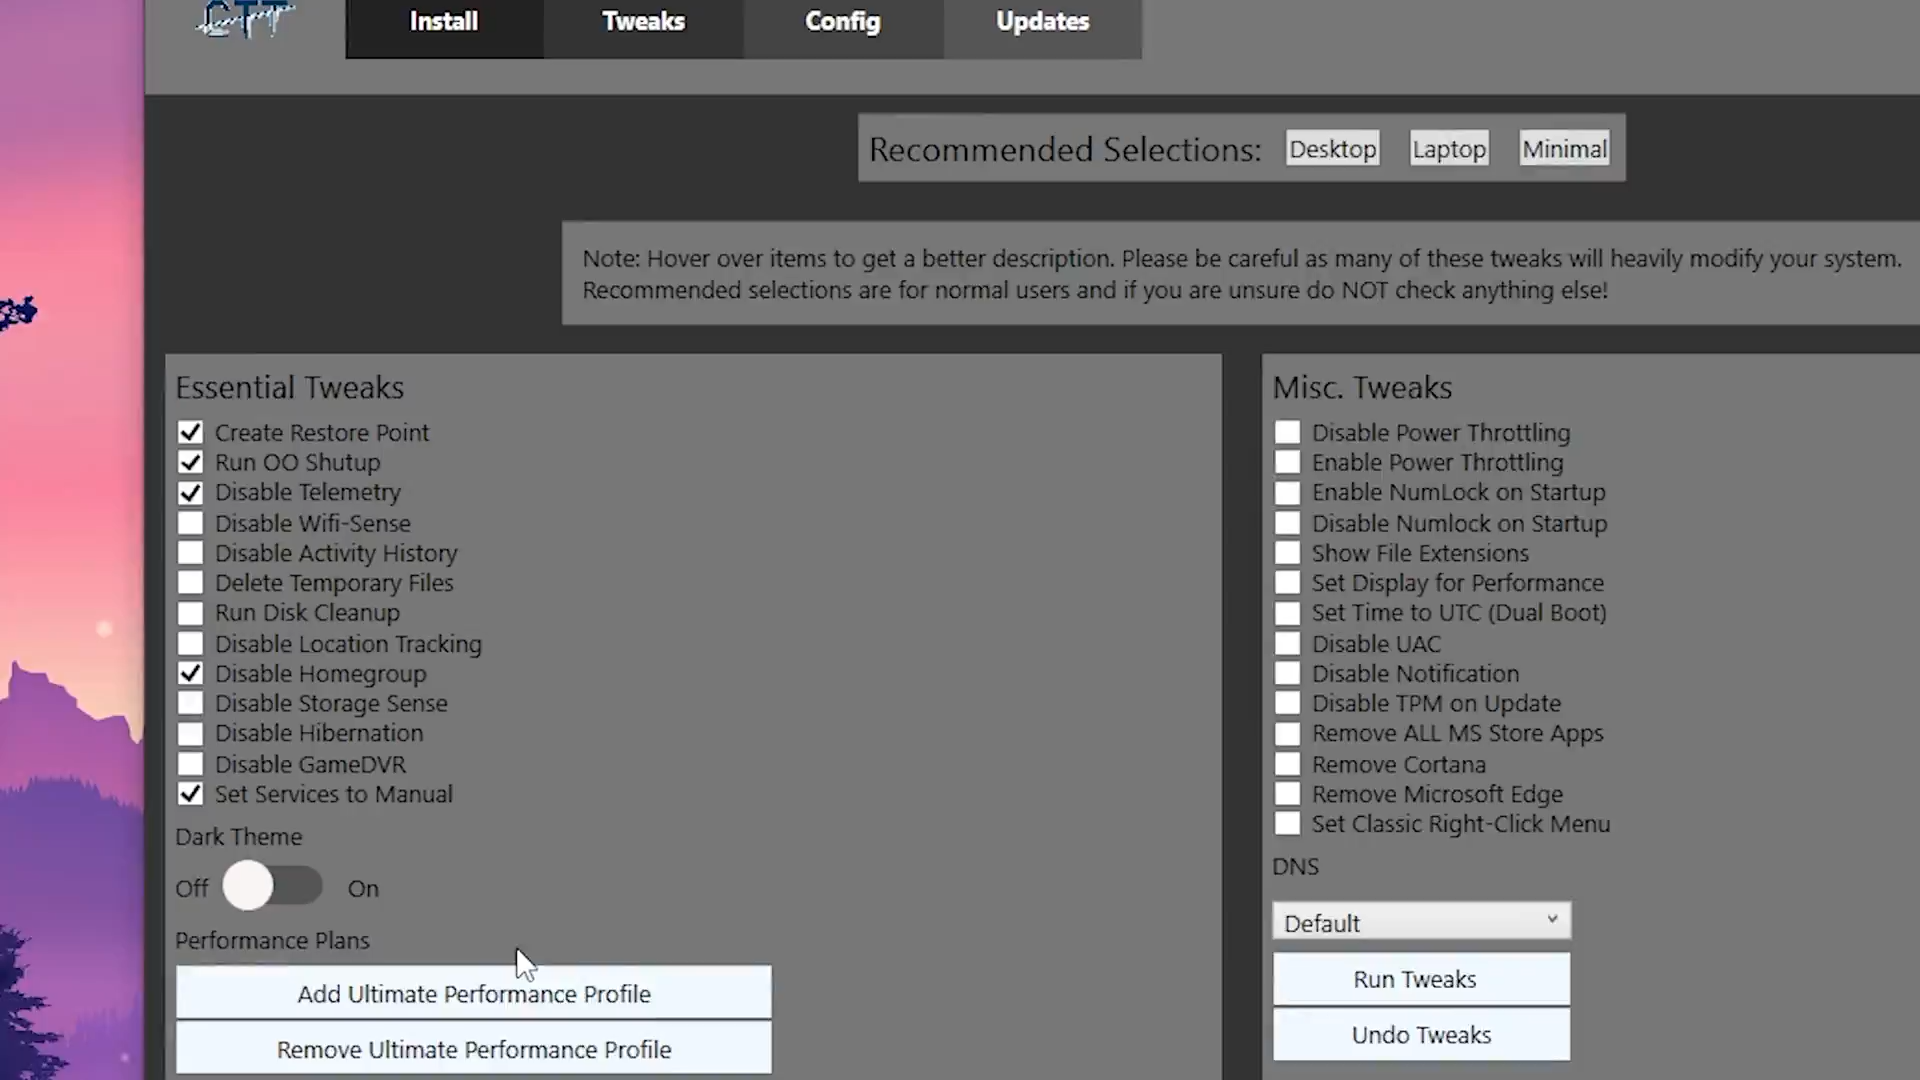 CTT
Install
Tweaks
Config
Updates
Recommended Selections:
Desktop
Laptop
Minimal
Note: Hover over items to get a better description. Please be careful as many of these tweaks will heavily modify your system.
Recommended selections are for normal users and if you are unsure do NOT check anything else!
Essential Tweaks
Create Restore Point
Run OO Shutup
Disable Telemetry
Disable Wifi-Sense
Disable Activity History
Delete Temporary Files
Run Disk Cleanup
Disable Location Tracking
Disable Homegroup
Disable Storage Sense
Disable Hibernation
Disable GameDVR
Set Services to Manual
Dark Theme
Off
On
Performance Plans
Add Ultimate Performance Profile
Remove Ultimate Performance Profile
Misc. Tweaks
Disable Power Throttling
Enable Power Throttling
Enable NumLock on Startup
Disable Numlock on Startup
Show File Extensions
Set Display for Performance
Set Time to UTC (Dual Boot)
Disable UAC
Disable Notification
Disable TPM on Update
Remove ALL MS Store Apps
Remove Cortana
Remove Microsoft Edge
Set Classic Right-Click Menu
DNS
Default
Run Tweaks
Undo Tweaks